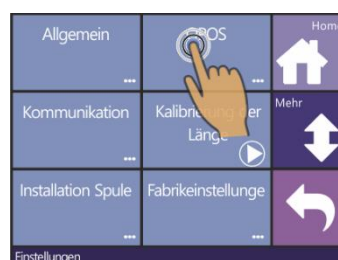 Allgemein
Home
Kommunikation
Kalibrierung der
Länge
Mehr
Installation Spule
Fabrikeinstellunge
Einstellungen